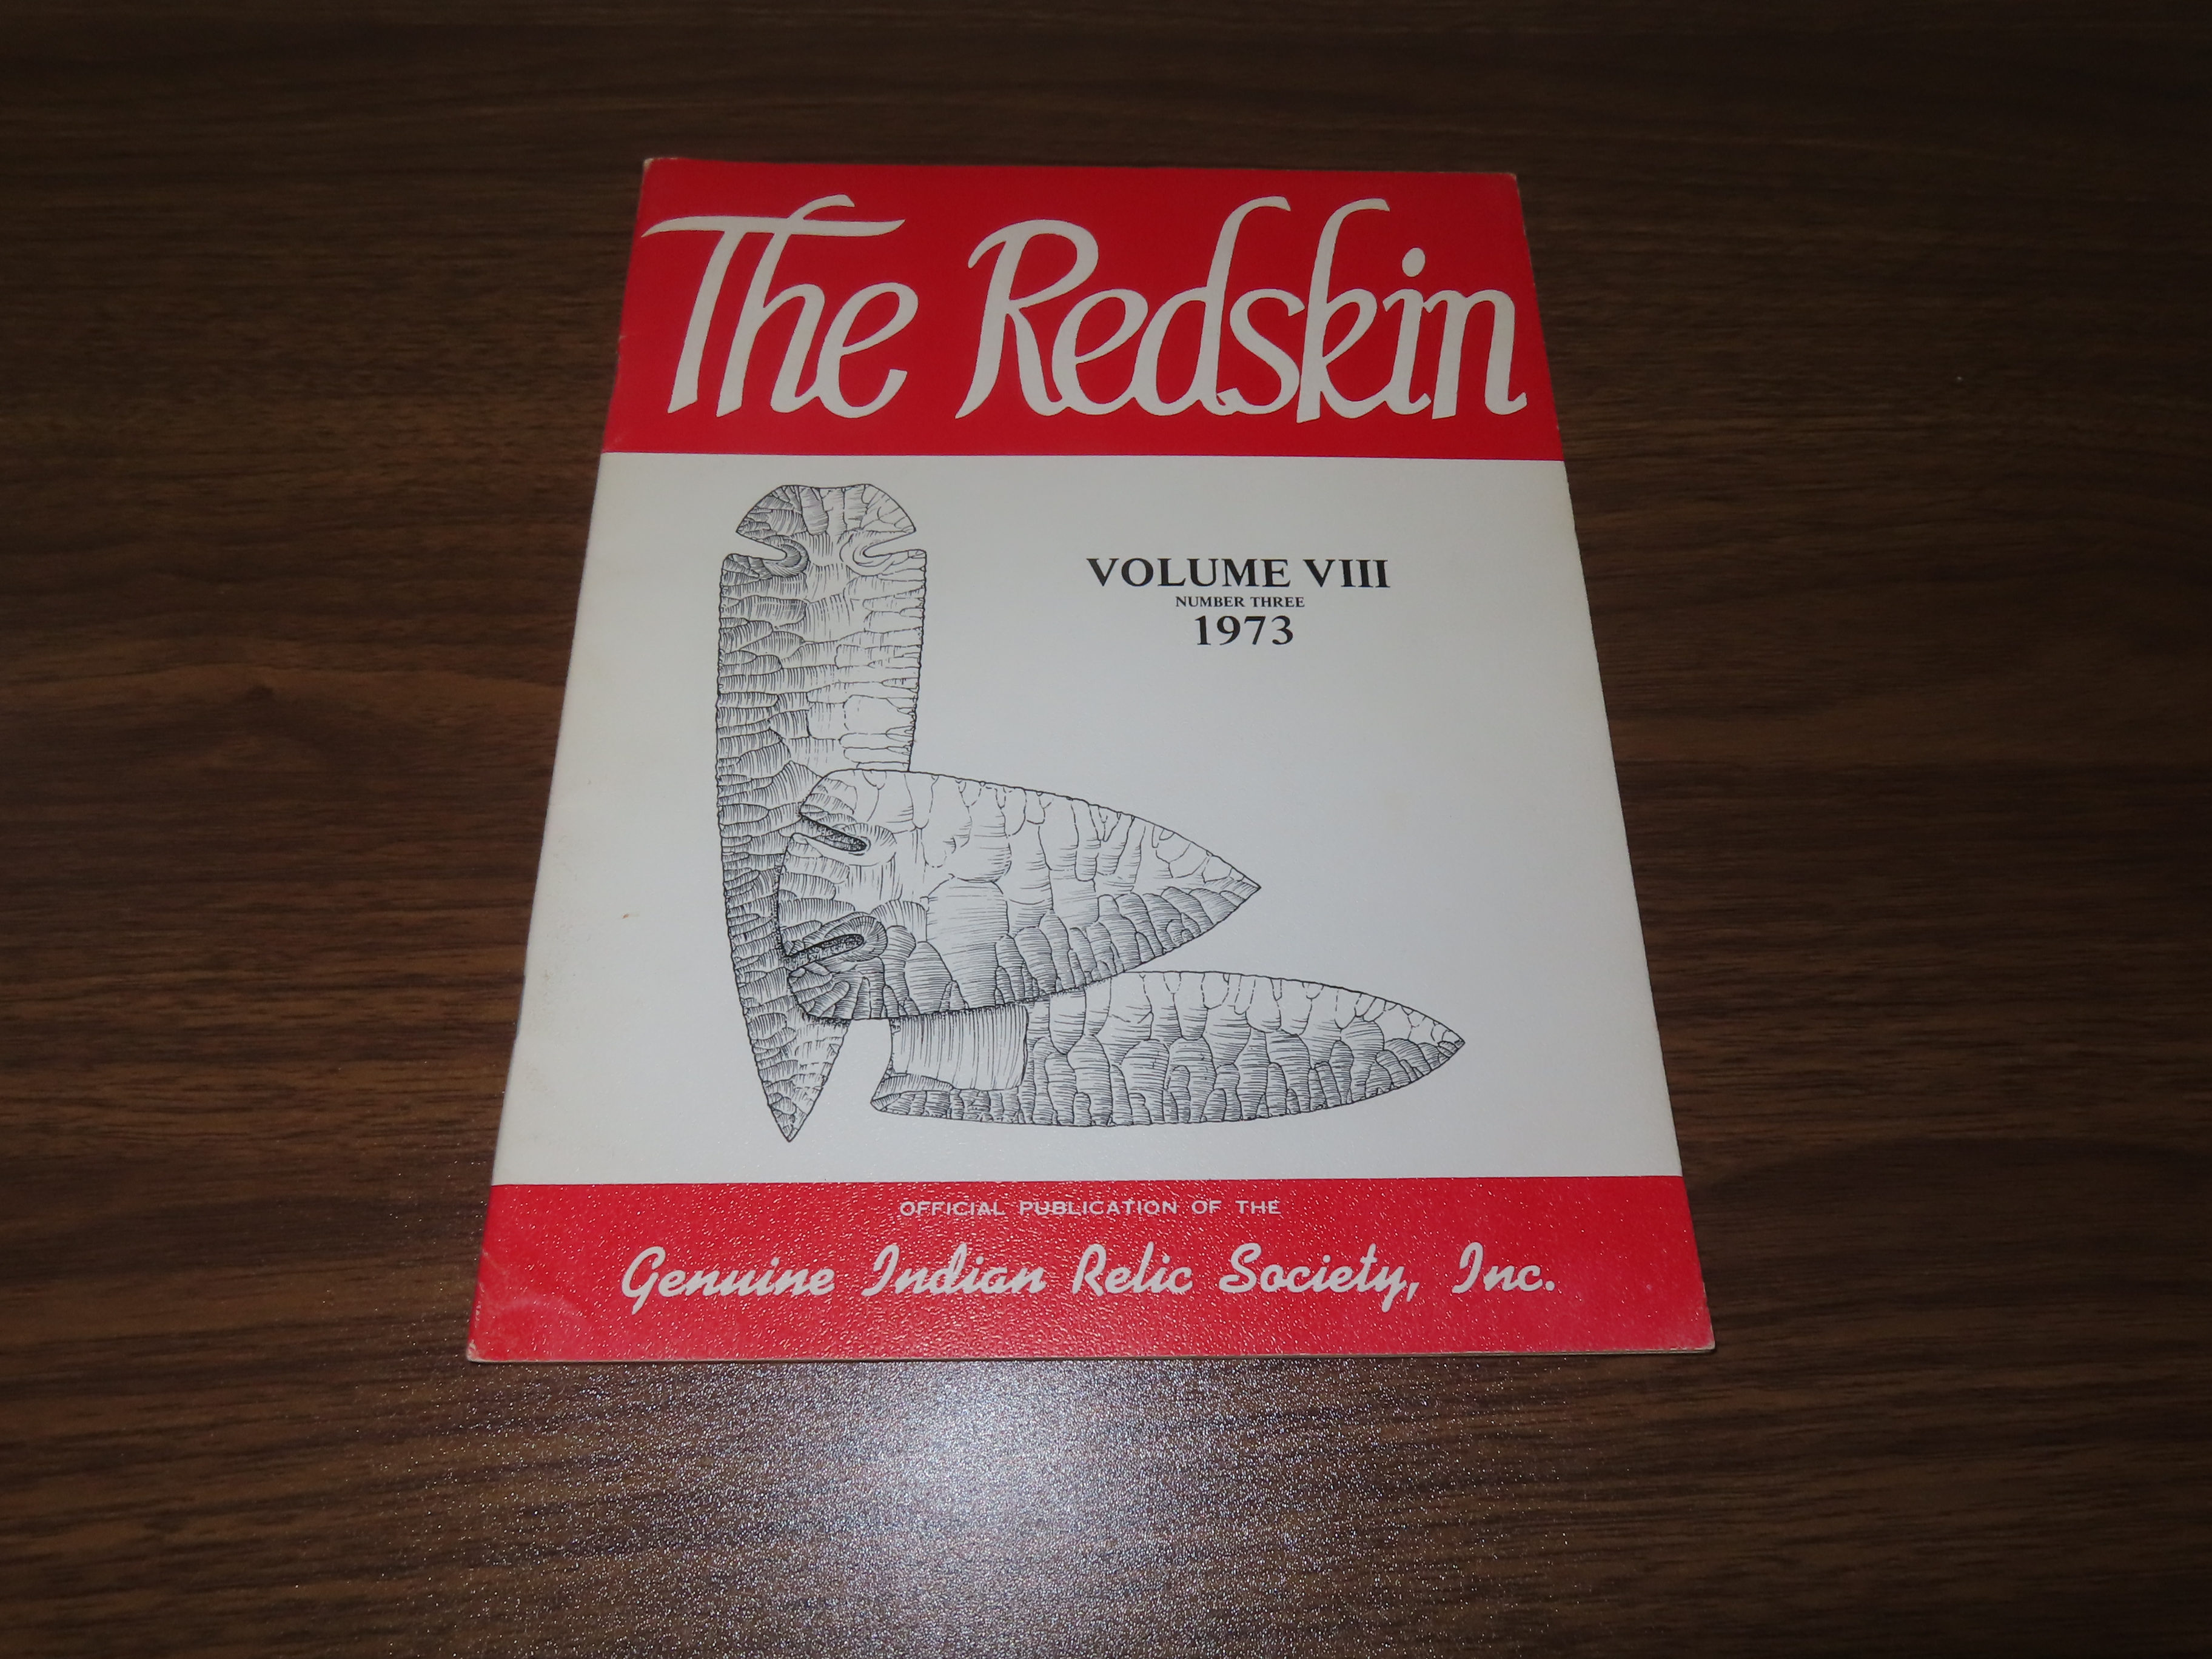 The Redskin
VOLUME VIII
NUMBER THREE
1973
OFFICIAL PUBLICATION OF THE
Genuine Indian Relic Society, Inc.